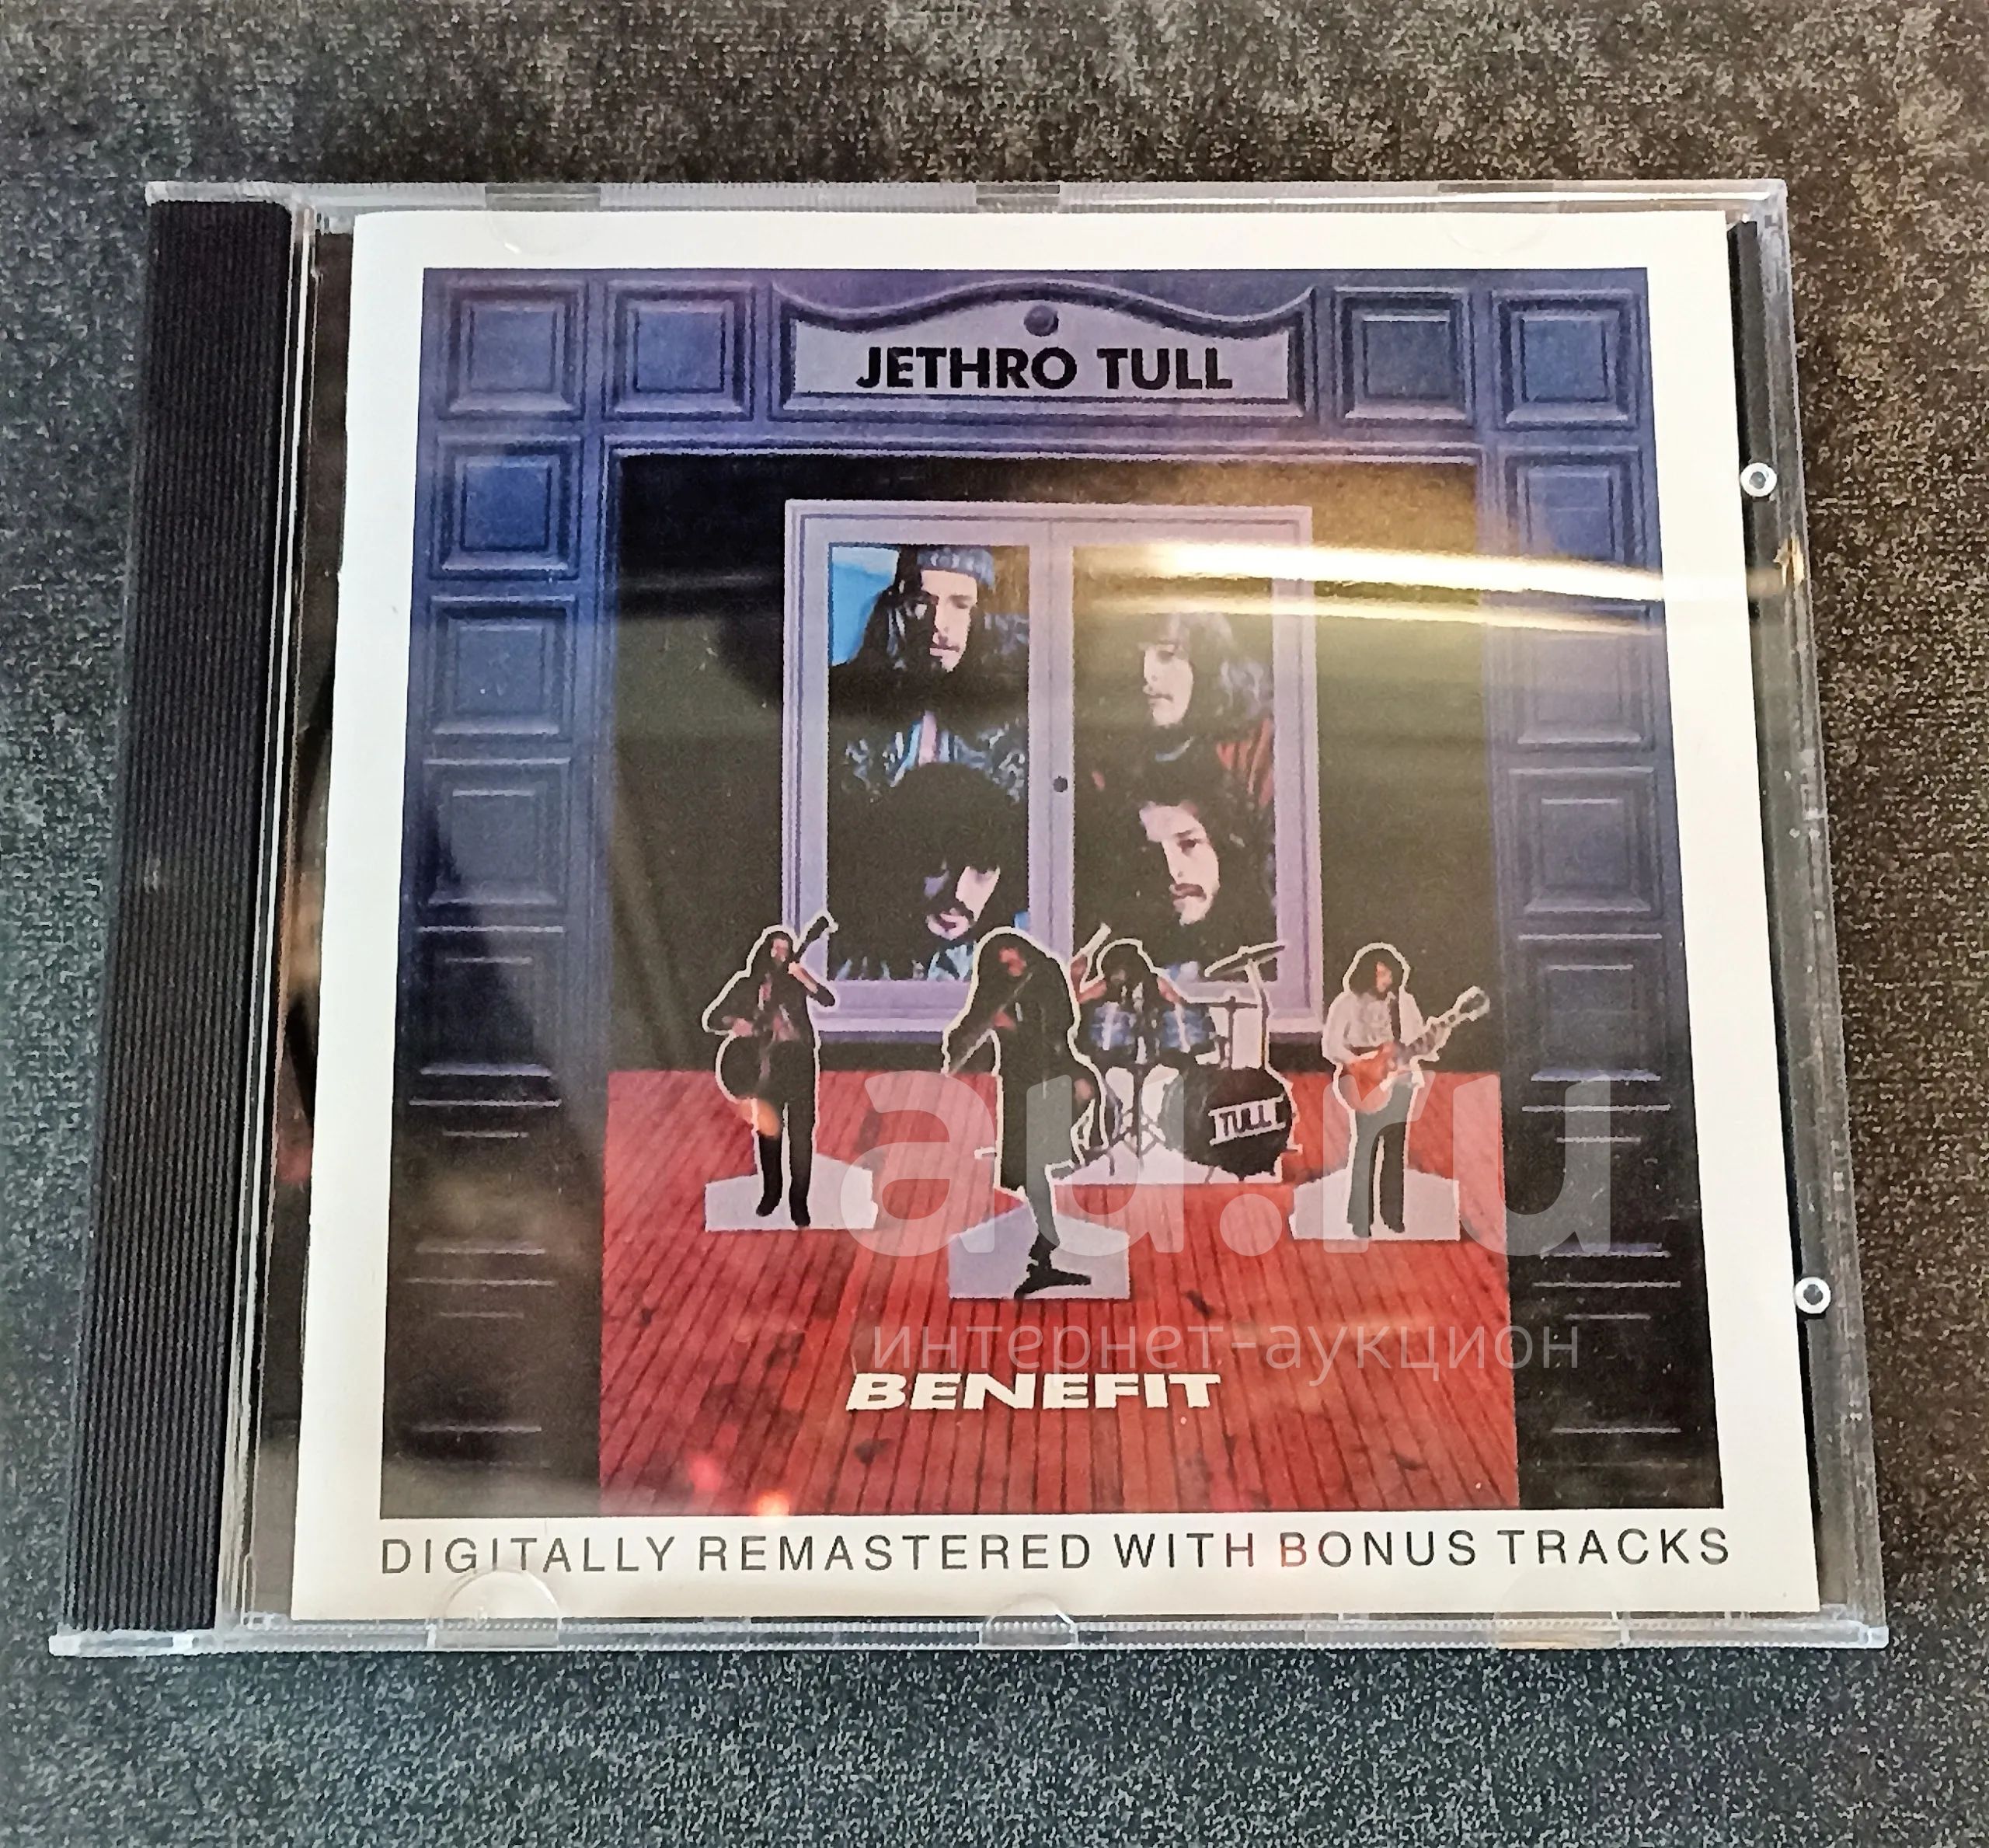 JETHRO TULL
TULL
au.ru
интернет-аукцион
BENEFIT
DIGITALLY REMASTERED WITH BONUS TRACKS